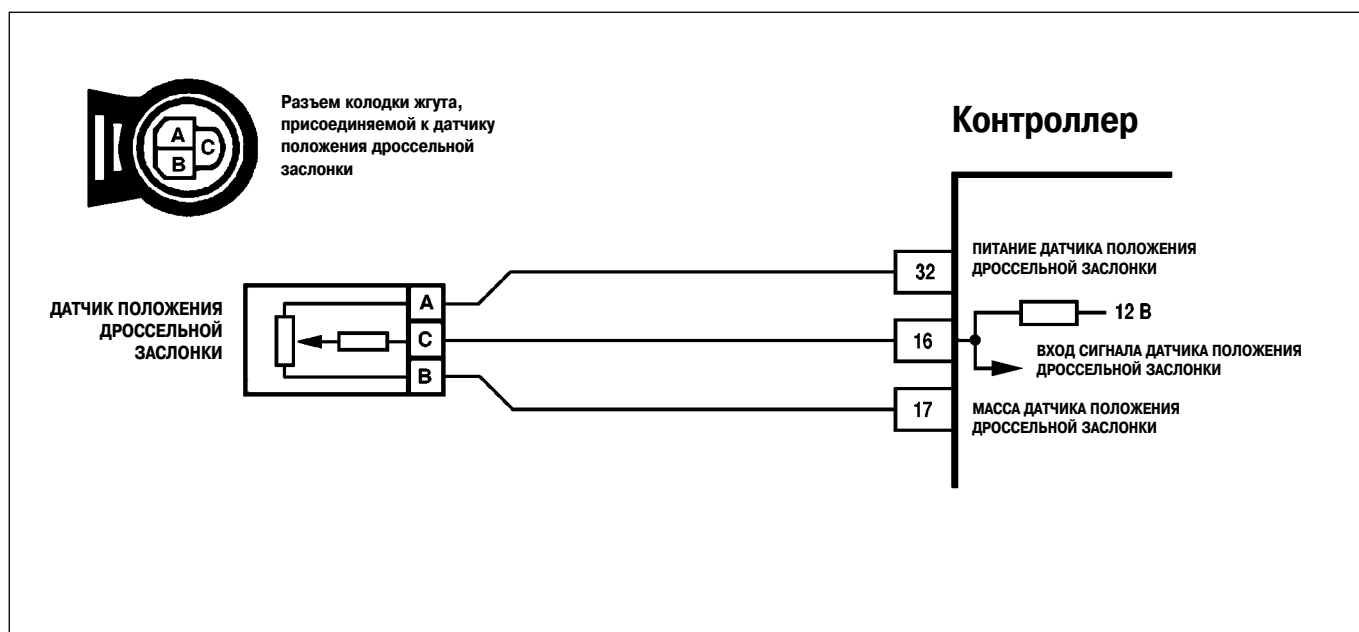 A
B
C
Разъем колодки жгута,
присоединяемой к датчику
положения дроссельной
заслонки
Контроллер
ДАТЧИК ПОЛОЖЕНИЯ
ДРОССЕЛЬНОЙ
ЗАСЛОНКИ
A
C
B
32
16
17
ПИТАНИЕ ДАТЧИКА ПОЛОЖЕНИЯ
ДРОССЕЛЬНОЙ ЗАСЛОНКИ
12 В
ВХОД СИГНАЛА ДАТЧИКА ПОЛОЖЕНИЯ
ДРОССЕЛЬНОЙ ЗАСЛОНКИ
МАССА ДАТЧИКА ПОЛОЖЕНИЯ
ДРОССЕЛЬНОЙ ЗАСЛОНКИ